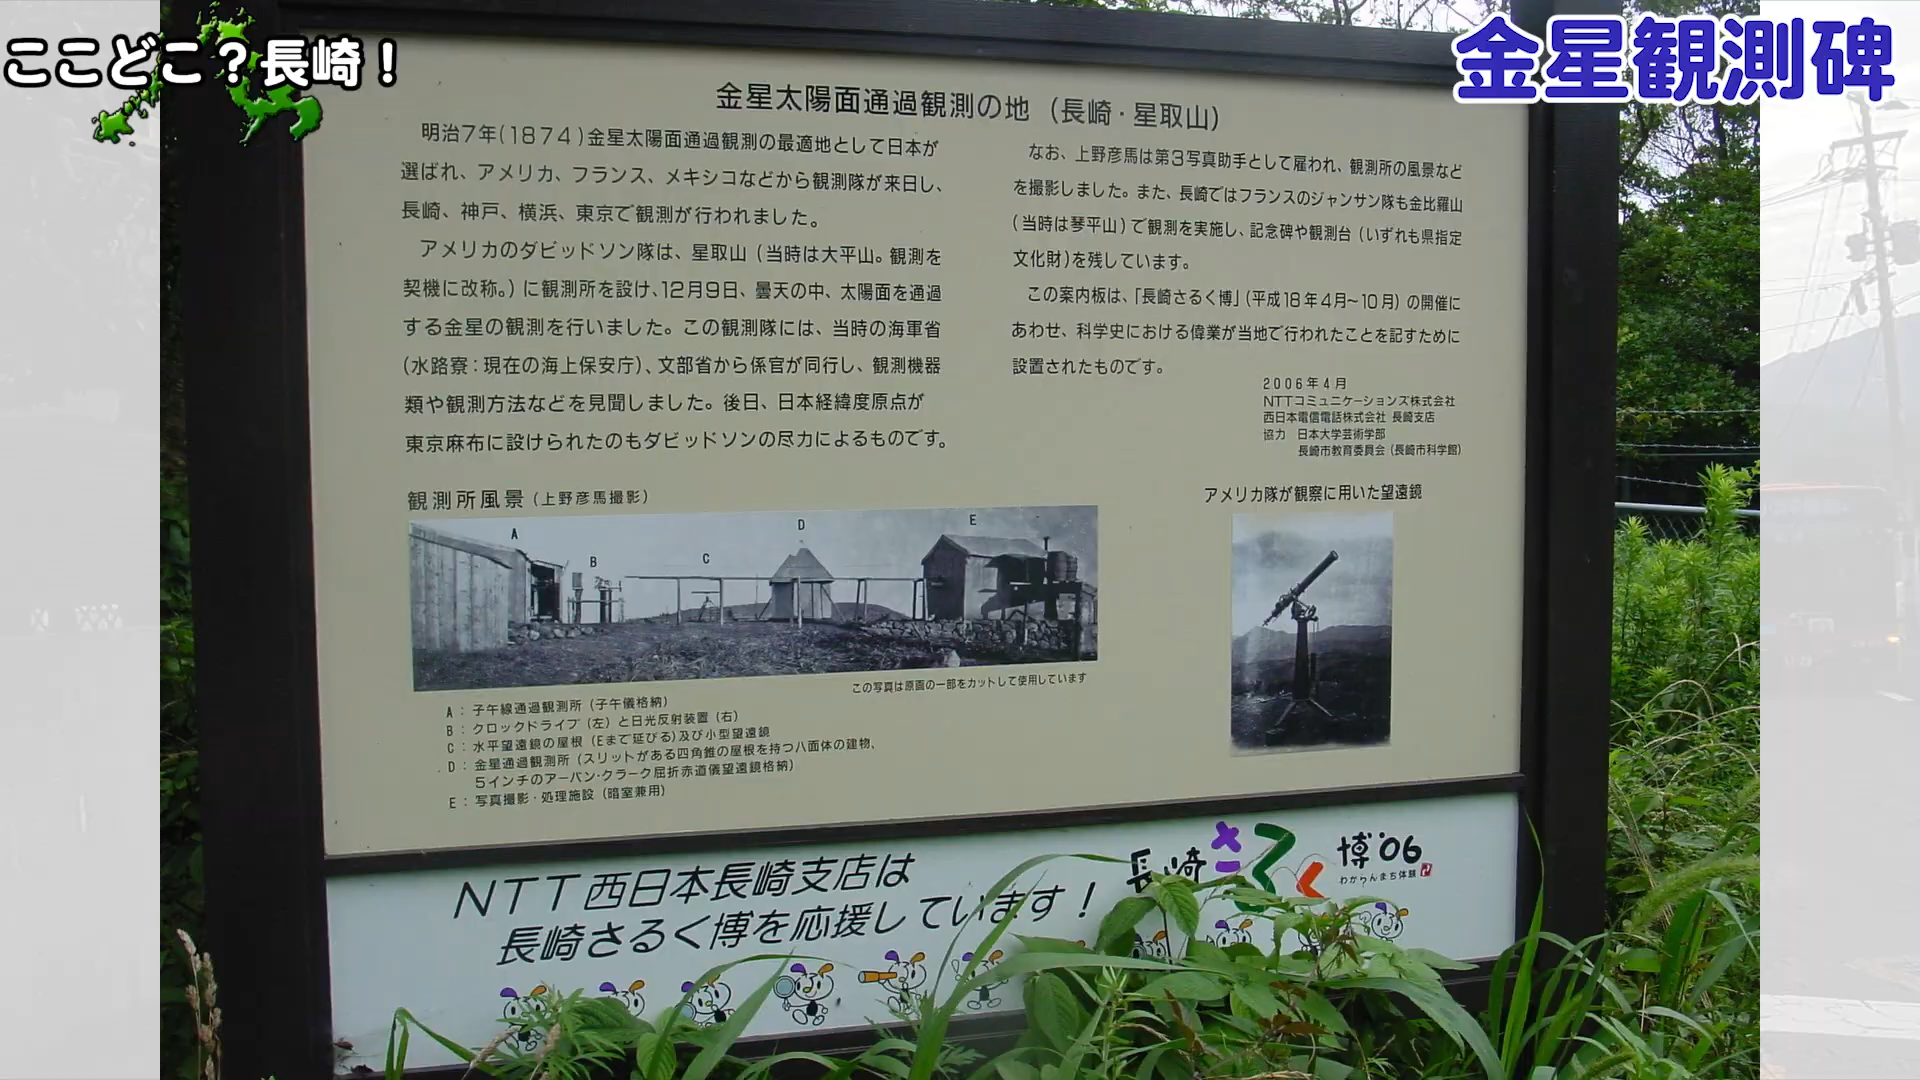 ここどこ？長崎！
金星観測碑
金星太陽面通過観測の地（長崎・星取山）
明治7年(1874)金星太陽面通過観測の最適地として日本が
選ばれ、アメリカ、フランス、メキシコなどから観測隊が来日し、
長崎、神戸、横浜、東京で観測が行われました。
アメリカのダビッドソン隊は、星取山（当時は大平山。観測を
契機に改称。）に観測所を設け、12月9日、曇天の中、太陽面を通過
する金星の観測を行いました。この観測隊には、当時の海軍省
(水路寮：現在の海上保安庁)、文部省から係官が同行し、観測機器
類や観測方法などを見聞しました。後日、日本経緯度原点が
東京麻布に設けられたのもダビッドソンの尽力によるものです。
なお、上野彦馬は第3写真助手として雇われ、観測所の風景など
を撮影しました。また、長崎ではフランスのジャンサン隊も金比羅山
(当時は琴平山)で観測を実施し、記念碑や観測台（いずれも県指定
文化財)を残しています。
この案内板は、「長崎さるく博」(平成18年4月～10月)の開催に
あわせ、科学史における偉業が当地で行われたことを記すために
設置されたものです。
2006年4月
NTTコミュニケーションズ株式会社
西日本電信電話株式会社 長崎支店
協力 日本大学芸術学部
長崎市教育委員会（長崎市科学館）
観測所風景（上野彦馬撮影）
アメリカ隊が観察に用いた望遠鏡
A
B
C
D
E
この写真は原画の一部をカットして使用しています
A：子午線通過観測所（子午儀格納）
B：クロックドライブ（左）と日光反射装置（右）
C：水平望遠鏡の屋根（Eまで延びる)及び小型望遠鏡
D：金星通過観測所（スリットがある四角錐の屋根を持つ八面体の建物、
5インチのアーバン・クラーク屈折赤道儀望遠鏡格納）
E：写真撮影・処理施設（暗室兼用）
NTT西日本長崎支店は
長崎さるく博を応援しています！
長崎さるく博'06
わからんまち体験